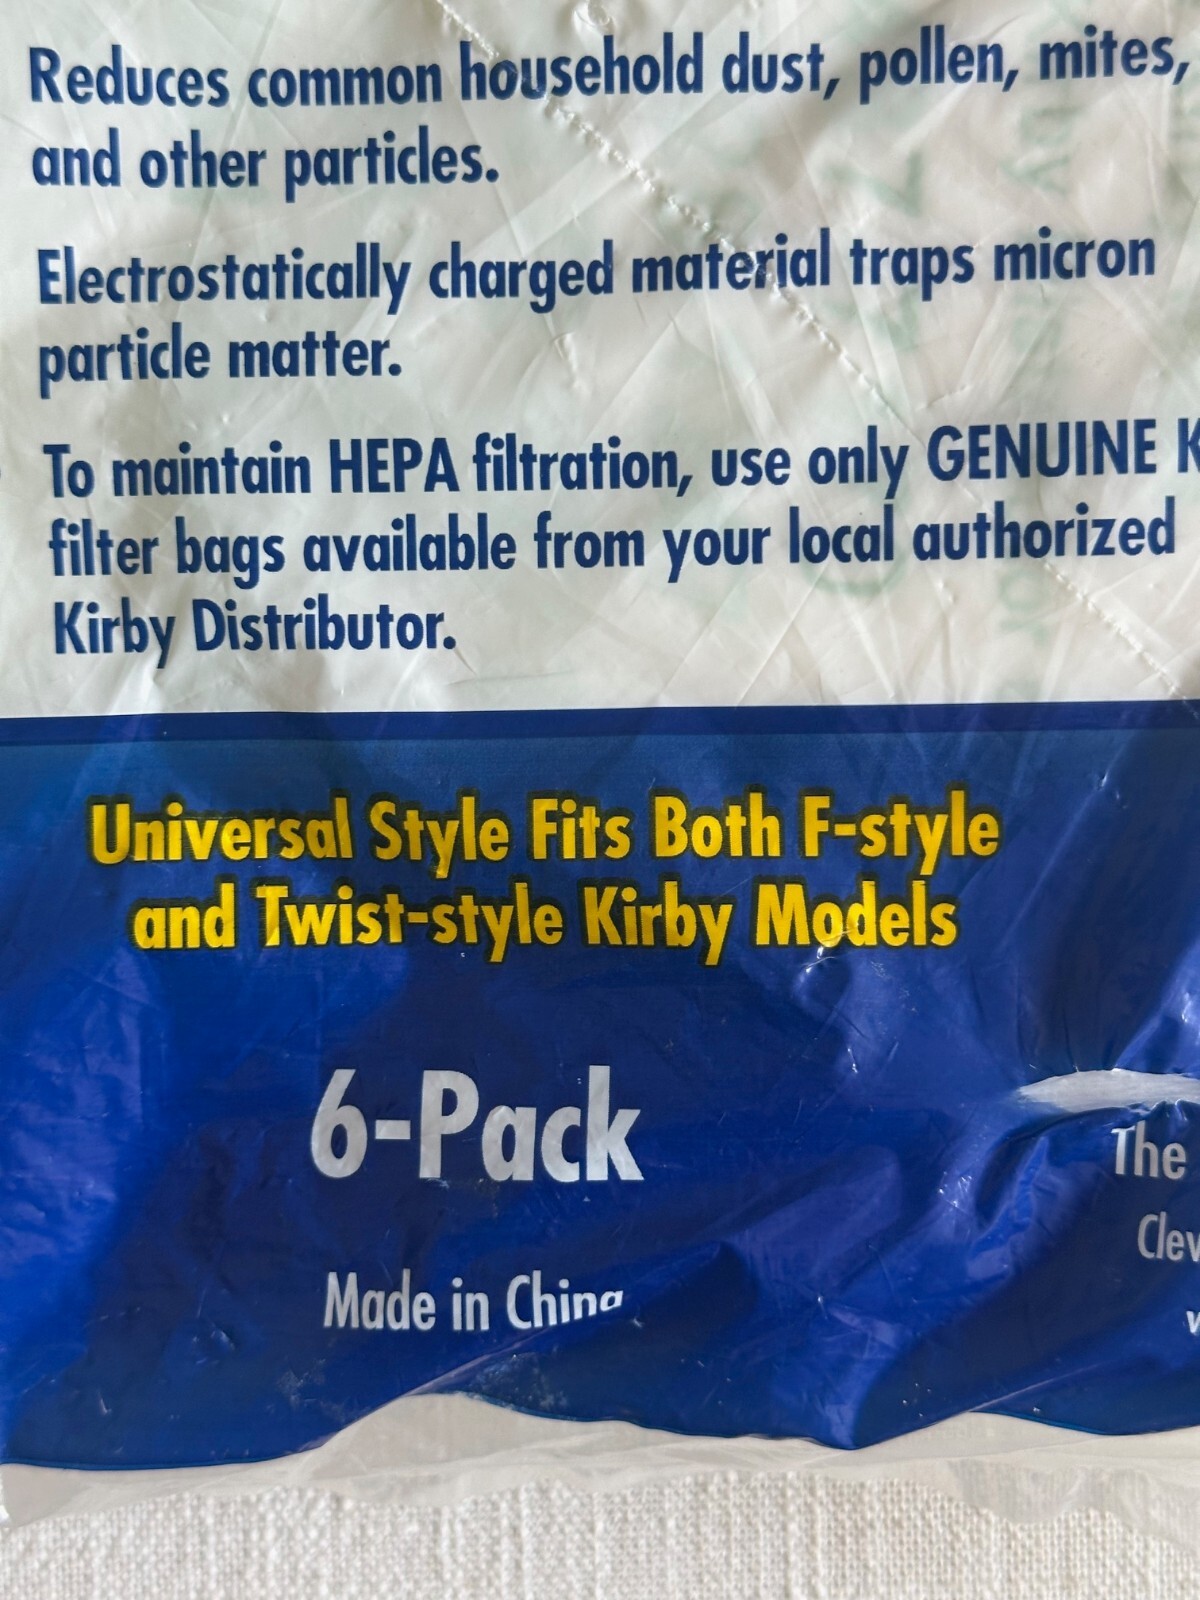 Reduces common household dust, pollen, mites,
and other particles.
Electrostatically charged material traps micron
particle matter.
To maintain HEPA filtration, use only GENUINE K
filter bags available from your local authorized
Kirby Distributor.
Universal Style Fits Both F-style
and Twist-style Kirby Models
6-Pack
Made in China
The
Clev